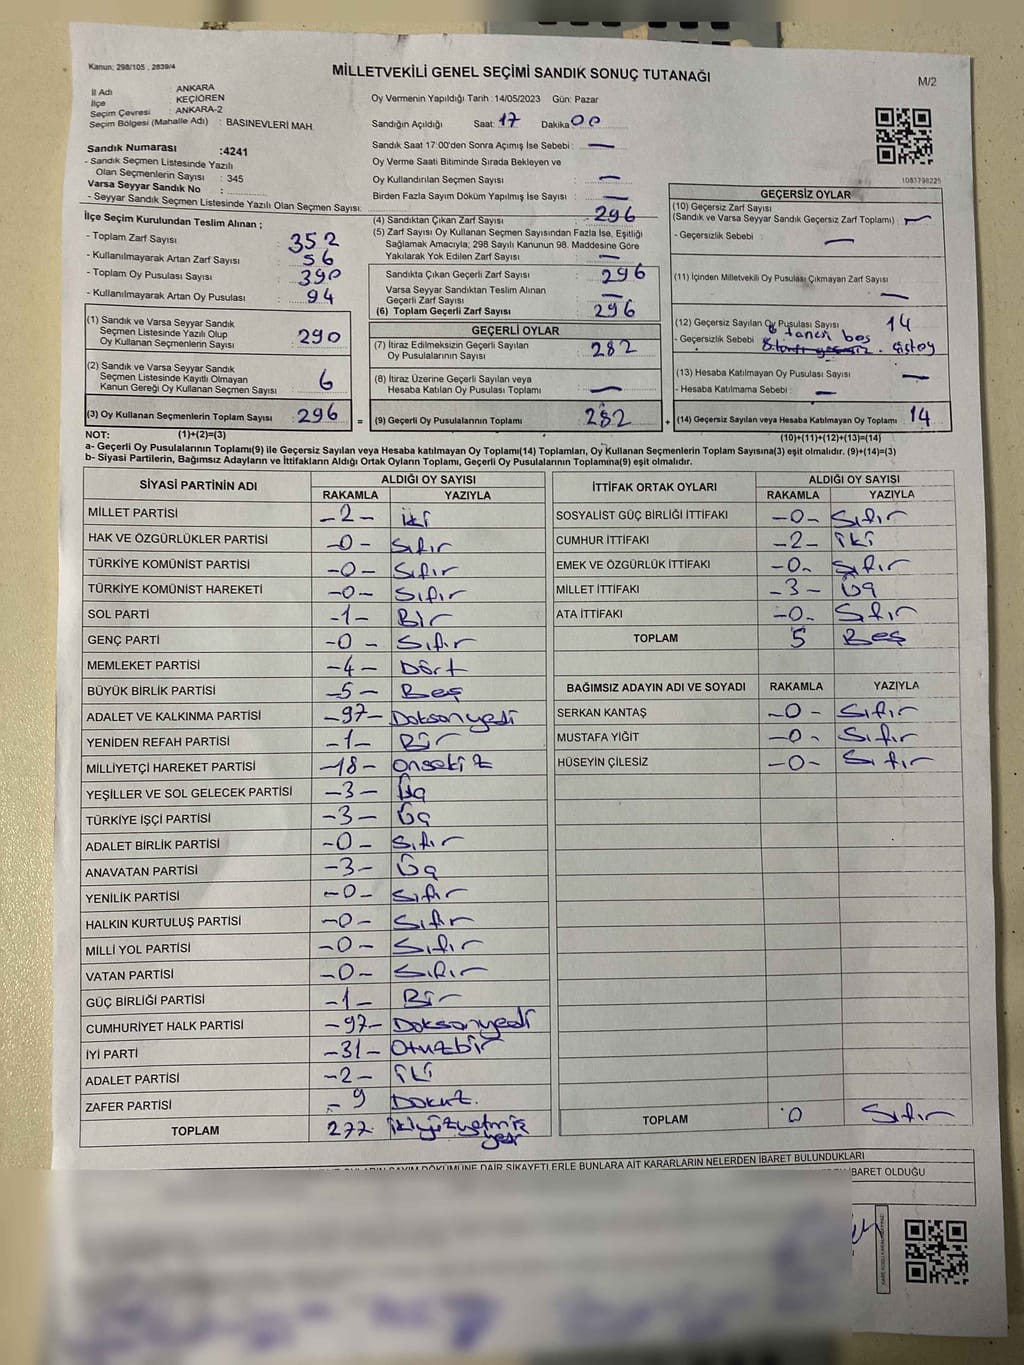 Kanun: 298/105 , 2839/4
MİLLETVEKİLİ GENEL SEÇİMİ SANDIK SONUÇ TUTANAĞI
M/2
İl Adı : ANKARA
İlçe : KEÇİÖREN
Seçim Çevresi : ANKARA-2
Seçim Bölgesi (Mahalle Adı) : BASINEVLERİ MAH.
Sandık Numarası :4241
- Sandık Seçmen Listesinde Yazılı
Olan Seçmenlerin Sayısı : 345
Varsa Seyyar Sandık No :
- Seyyar Sandık Seçmen Listesinde Yazılı Olan Seçmen Sayısı:
Oy Vermenin Yapıldığı Tarih :14/05/2023 Gün: Pazar
Sandığın Açıldığı Saat: 17 Dakika 00
Sandık Saat 17:00'den Sonra Açımış İse Sebebi : —
Oy Verme Saati Bitiminde Sırada Bekleyen ve
Oy Kullandırılan Seçmen Sayısı : —
Birden Fazla Sayım Döküm Yapılmış İse Sayısı : —
1083798225
İlçe Seçim Kurulundan Teslim Alınan ;
- Toplam Zarf Sayısı : 352
- Kullanılmayarak Artan Zarf Sayısı : 56
- Toplam Oy Pusulası Sayısı : 390
- Kullanılmayarak Artan Oy Pusulası : 94
(1) Sandık ve Varsa Seyyar Sandık
Seçmen Listesinde Yazılı Olup
Oy Kullanan Seçmenlerin Sayısı : 290
(2) Sandık ve Varsa Seyyar Sandık
Seçmen Listesinde Kayıtlı Olmayan
Kanun Gereği Oy Kullanan Seçmen Sayısı : 6
(3) Oy Kullanan Seçmenlerin Toplam Sayısı : 296
(4) Sandıktan Çıkan Zarf Sayısı : 296
(5) Zarf Sayısı Oy Kullanan Seçmen Sayısından Fazla İse, Eşitliği
Sağlamak Amacıyla; 298 Sayılı Kanunun 98. Maddesine Göre
Yakılarak Yok Edilen Zarf Sayısı : —
Sandıkta Çıkan Geçerli Zarf Sayısı : 296
Varsa Seyyar Sandıktan Teslim Alınan
Geçerli Zarf Sayısı : —
(6) Toplam Geçerli Zarf Sayısı : 296
GEÇERLİ OYLAR
(7) İtiraz Edilmeksizin Geçerli Sayılan
Oy Pusulalarının Sayısı : 282
(8) İtiraz Üzerine Geçerli Sayılan veya
Hesaba Katılan Oy Pusulası Toplamı : —
= (9) Geçerli Oy Pusulalarının Toplamı : 282
GEÇERSİZ OYLAR
(10) Geçersiz Zarf Sayısı
(Sandık ve Varsa Seyyar Sandık Geçersiz Zarf Toplamı) : —
- Geçersizlik Sebebi : —
(11) İçinden Milletvekili Oy Pusulası Çıkmayan Zarf Sayısı : —
(12) Geçersiz Sayılan Oy Pusulası Sayısı : 14
- Geçersizlik Sebebi : tanesi boş
(13) Hesaba Katılmayan Oy Pusulası Sayısı : —
- Hesaba Katılmama Sebebi : —
+ (14) Geçersiz Sayılan veya Hesaba Katılmayan Oy Toplamı : 14
NOT: (1)+(2)=(3)
(10)+(11)+(12)+(13)=(14)
a- Geçerli Oy Pusulalarının Toplamı(9) ile Geçersiz Sayılan veya Hesaba katılmayan Oy Toplamı(14) Toplamları, Oy Kullanan Seçmenlerin Toplam Sayısına(3) eşit olmalıdır. (9)+(14)=(3)
b- Siyasi Partilerin, Bağımsız Adayların ve İttifakların Aldığı Ortak Oyların Toplamı, Geçerli Oy Pusulalarının Toplamına(9) eşit olmalıdır.
SİYASİ PARTİNİN ADI ALDIĞI OY SAYISI
RAKAMLA YAZIYLA
MİLLET PARTİSİ -2- iki
HAK VE ÖZGÜRLÜKLER PARTİSİ -0- Sıfır
TÜRKİYE KOMÜNİST PARTİSİ -0- Sıfır
TÜRKİYE KOMÜNİST HAREKETİ -0- Sıfır
SOL PARTİ -1- Bir
GENÇ PARTİ -0- Sıfır
MEMLEKET PARTİSİ -4- Dört
BÜYÜK BİRLİK PARTİSİ -5- Beş
ADALET VE KALKINMA PARTİSİ -97- Doksanyedi
YENİDEN REFAH PARTİSİ -1- Bir
MİLLİYETÇİ HAREKET PARTİSİ -18- onsekiz
YEŞİLLER VE SOL GELECEK PARTİSİ -3- Üç
TÜRKİYE İŞÇİ PARTİSİ -3- Üç
ADALET BİRLİK PARTİSİ -0- Sıfır
ANAVATAN PARTİSİ -3- Üç
YENİLİK PARTİSİ -0- Sıfır
HALKIN KURTULUŞ PARTİSİ -0- Sıfır
MİLLİ YOL PARTİSİ -0- Sıfır
VATAN PARTİSİ -0- Sıfır
GÜÇ BİRLİĞİ PARTİSİ -1- Bir
CUMHURİYET HALK PARTİSİ -97- Doksanyedi
İYİ PARTİ -31- Otuzbir
ADALET PARTİSİ -2- iki
ZAFER PARTİSİ -9 Dokuz.
TOPLAM 277 ikiyüzyetmiş yedi
İTTİFAK ORTAK OYLARI ALDIĞI OY SAYISI
RAKAMLA YAZIYLA
SOSYALİST GÜÇ BİRLİĞİ İTTİFAKI -0- Sıfır
CUMHUR İTTİFAKI -2- iki
EMEK VE ÖZGÜRLÜK İTTİFAKI -0- Sıfır
MİLLET İTTİFAKI -3- Üç
ATA İTTİFAKI -0- Sıfır
TOPLAM 5 Beş
BAĞIMSIZ ADAYIN ADI VE SOYADI RAKAMLA YAZIYLA
SERKAN KANTAŞ -0- Sıfır
MUSTAFA YİĞİT -0- Sıfır
HÜSEYİN ÇİLESİZ -0- Sıfır
TOPLAM 0 Sıfır
SAYIM DÖKÜMÜNE DAİR ŞİKAYETLERLE BUNLARA AİT KARARLARIN NELERDEN İBARET BULUNDUKLARI
İBARET OLDUĞU